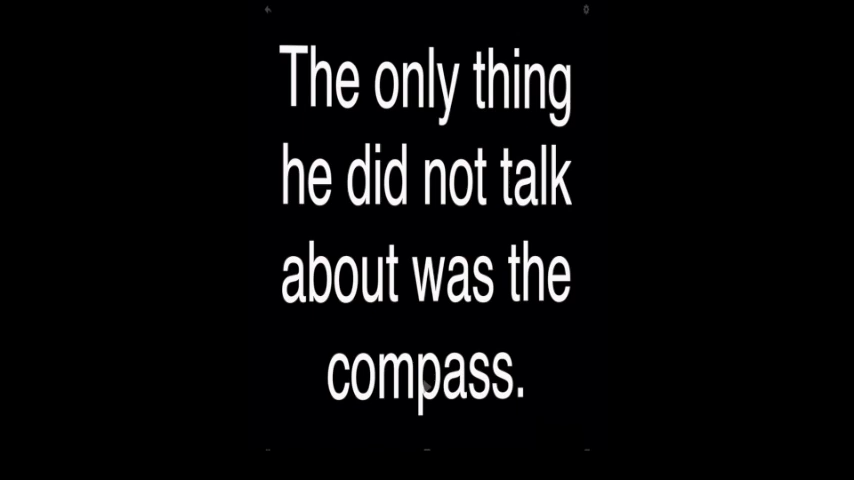 The only thing
he did not talk
about was the
compass.